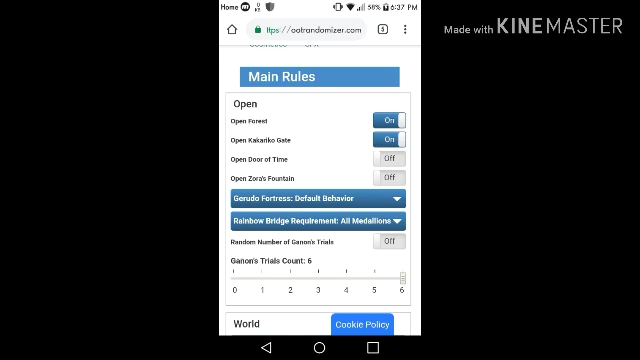 Home
58% 6:37 PM
ttps://ootrandomizer.com
5
Made with KINEMASTER
Main Rules
Open
Open Forest On
Open Kakariko Gate On
Open Door of Time Off
Open Zora's Fountain Off
Gerudo Fortress: Default Behavior
Rainbow Bridge Requirement: All Medallions
Random Number of Ganon's Trials Off
Ganon's Trials Count: 6
0 1 2 3 4 5 6
World
Cookie Policy